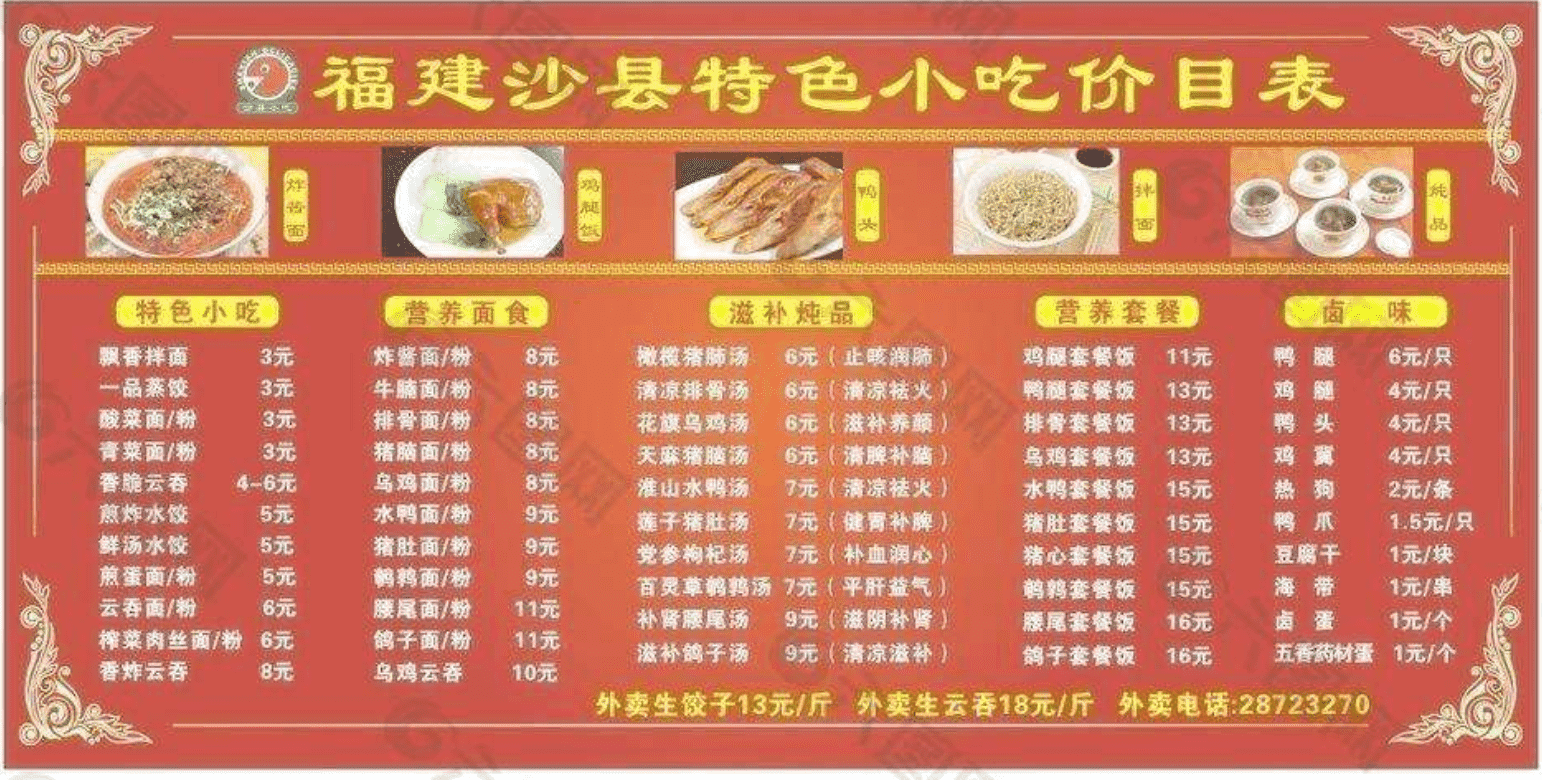 福建沙县特色小吃价目表
沙县小吃
炸酱面
鸡腿饭
鸭头
拌面
炖品
特色小吃
飘香拌面 3元
一品蒸饺 3元
酸菜面/粉 3元
青菜面/粉 3元
香脆云吞 4-6元
煎炸水饺 5元
鲜汤水饺 5元
煎蛋面/粉 5元
云吞面/粉 6元
榨菜肉丝面/粉 6元
香炸云吞 8元
营养面食
炸酱面/粉 8元
牛腩面/粉 8元
排骨面/粉 8元
猪脑面/粉 8元
乌鸡面/粉 8元
水鸭面/粉 9元
猪肚面/粉 9元
鹌鹑面/粉 9元
腰尾面/粉 11元
鸽子面/粉 11元
乌鸡云吞 10元
滋补炖品
橄榄猪肺汤 6元(止咳润肺)
清凉排骨汤 6元(清凉祛火)
花旗乌鸡汤 6元(滋补养颜)
天麻猪脑汤 6元(清脾补脑)
淮山水鸭汤 7元(清凉祛火)
莲子猪肚汤 7元(健胃补脾)
党参枸杞汤 7元(补血润心)
百灵草鹌鹑汤 7元(平肝益气)
补肾腰尾汤 9元(滋阴补肾)
滋补鸽子汤 9元(清凉滋补)
营养套餐
鸡腿套餐饭 11元
鸭腿套餐饭 13元
排骨套餐饭 13元
乌鸡套餐饭 13元
水鸭套餐饭 15元
猪肚套餐饭 15元
猪心套餐饭 15元
鹌鹑套餐饭 15元
腰尾套餐饭 16元
鸽子套餐饭 16元
卤味
鸭腿 6元/只
鸡腿 4元/只
鸭头 4元/只
鸡翼 4元/只
热狗 2元/条
鸭爪 1.5元/只
豆腐干 1元/块
海带 1元/串
卤蛋 1元/个
五香药材蛋 1元/个
外卖生饺子13元/斤 外卖生云吞18元/斤 外卖电话:28723270